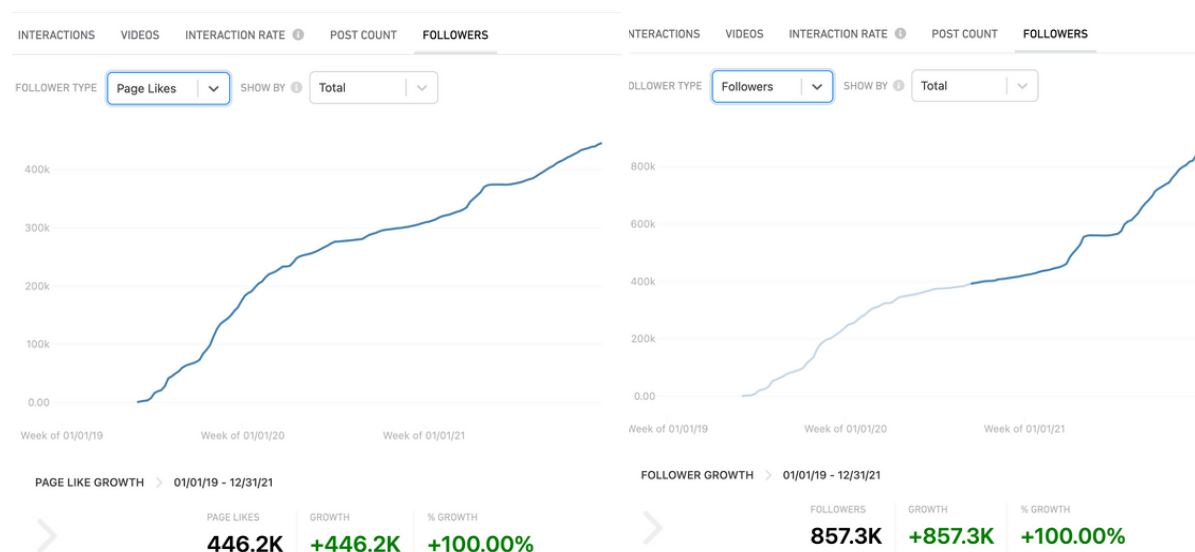 INTERACTIONS VIDEOS INTERACTION RATE POST COUNT FOLLOWERS
FOLLOWER TYPE Page Likes SHOW BY Total
400k
300k
200k
100k
0.00
Week of 01/01/19 Week of 01/01/20 Week of 01/01/21
PAGE LIKE GROWTH > 01/01/19 - 12/31/21
PAGE LIKES GROWTH % GROWTH
446.2K +446.2K +100.00%
NTERACTIONS VIDEOS INTERACTION RATE POST COUNT FOLLOWERS
OLLOWER TYPE Followers SHOW BY Total
800k
600k
400k
200k
0.00
Week of 01/01/19 Week of 01/01/20 Week of 01/01/21
FOLLOWER GROWTH > 01/01/19 - 12/31/21
FOLLOWERS GROWTH % GROWTH
857.3K +857.3K +100.00%